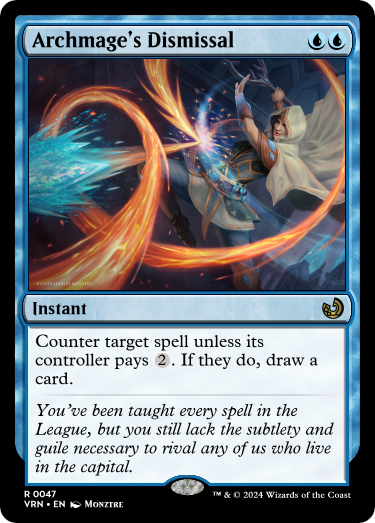 Archmage's Dismissal
Instant
Counter target spell unless its
controller pays 2. If they do, draw a
card.
You've been taught every spell in the
League, but you still lack the subtlety and
guile necessary to rival any of us who live
in the capital.
R 0047
VRN • EN Monztre
™ & © 2024 Wizards of the Coast